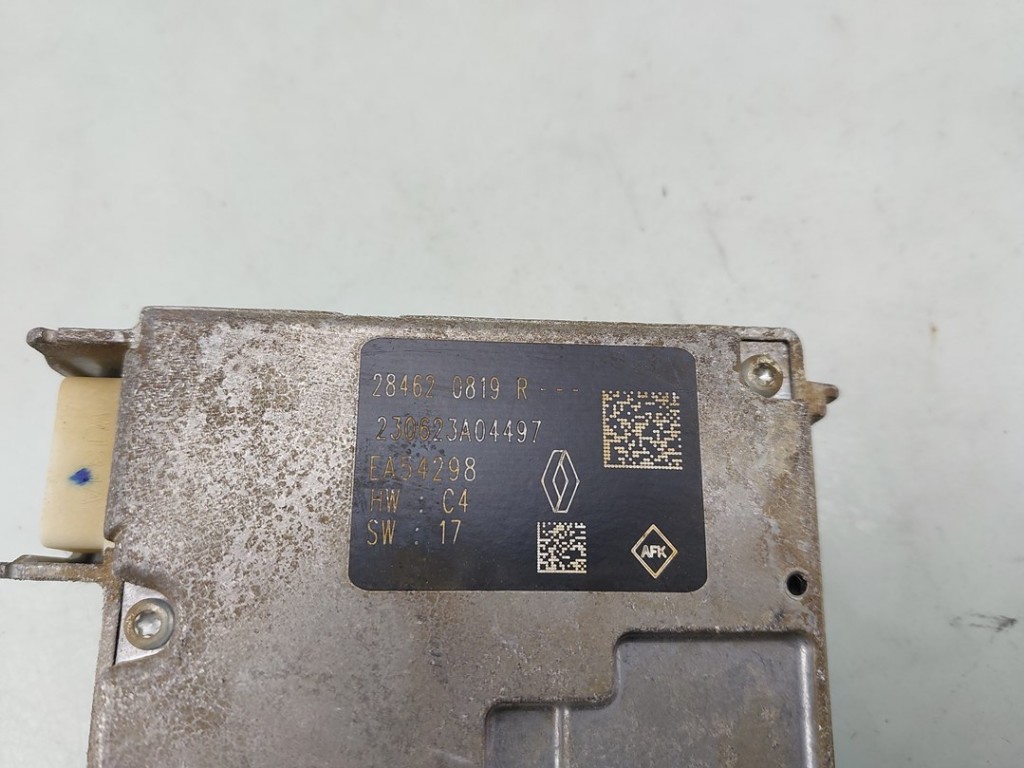 28462 0819 R---
230623A04497
EA54298
HW : C4
SW : 17
AFK